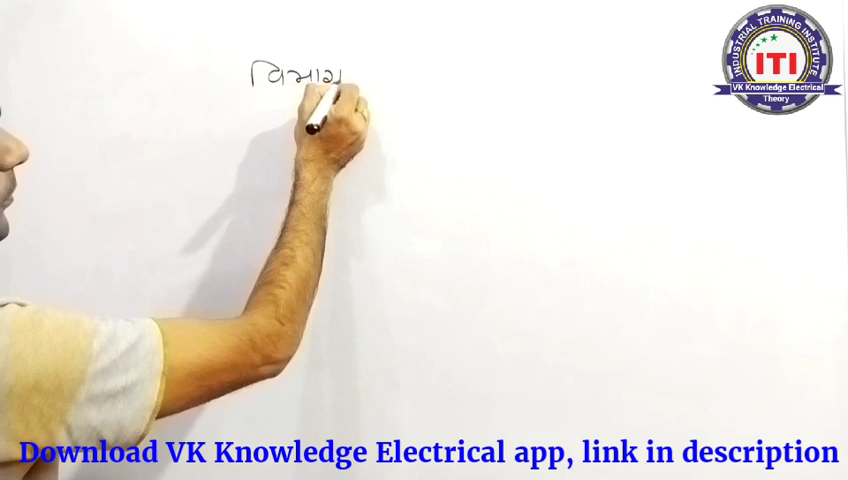 વિભાગ
INDUSTRIAL TRAINING INSTITUTE
ITI
VK Knowledge Electrical
Theory
Download VK Knowledge Electrical app, link in description